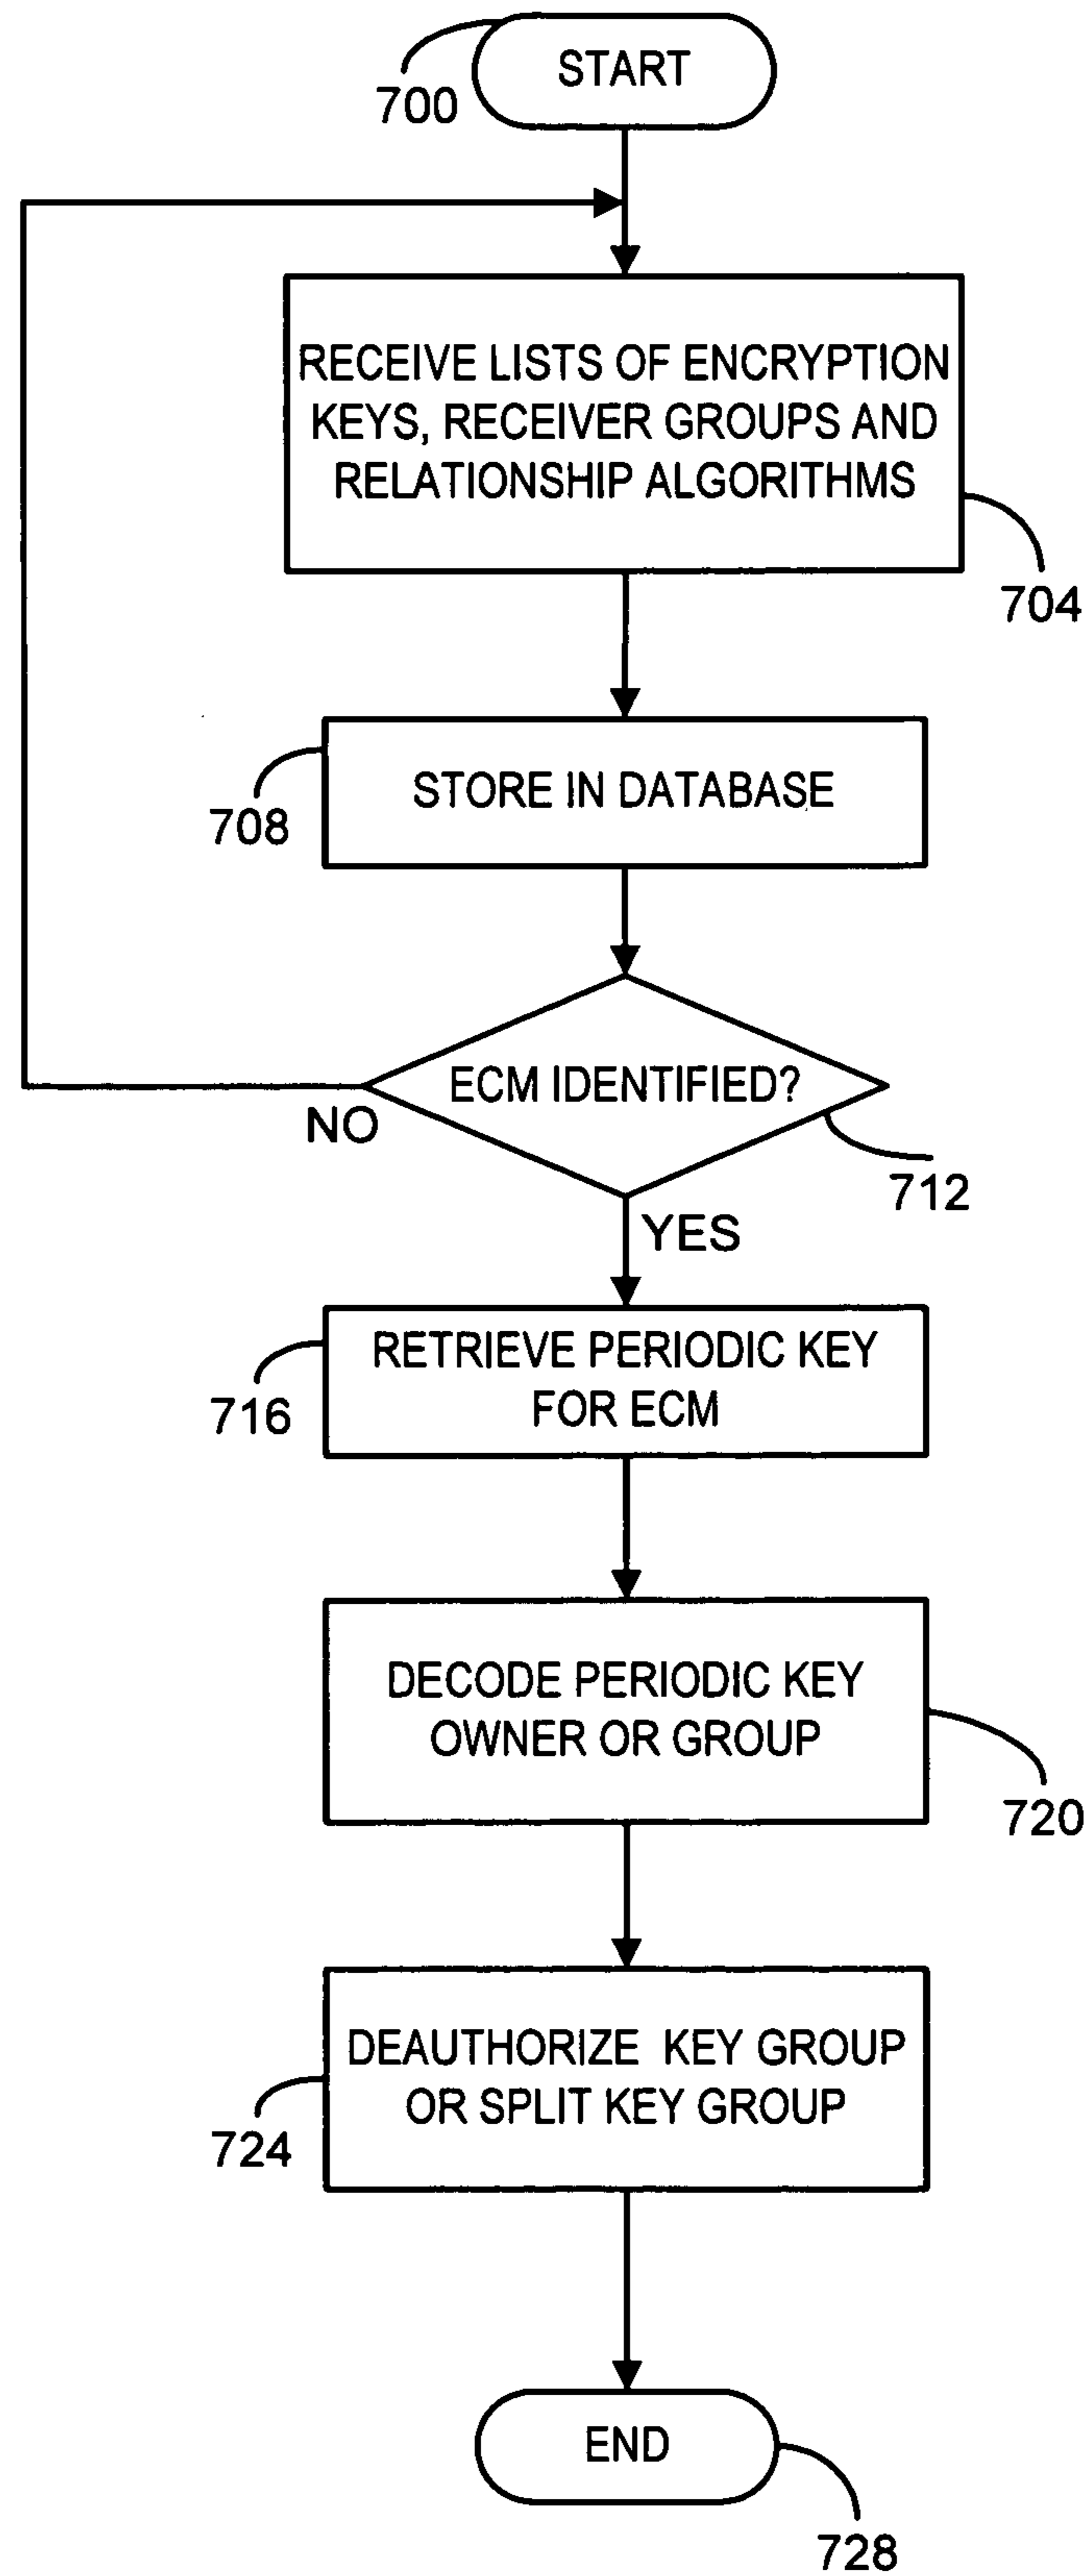 START
700
RECEIVE LISTS OF ENCRYPTION
KEYS, RECEIVER GROUPS AND
RELATIONSHIP ALGORITHMS
704
STORE IN DATABASE
708
ECM IDENTIFIED?
NO
712
YES
RETRIEVE PERIODIC KEY
FOR ECM
716
DECODE PERIODIC KEY
OWNER OR GROUP
720
DEAUTHORIZE KEY GROUP
OR SPLIT KEY GROUP
724
END
728